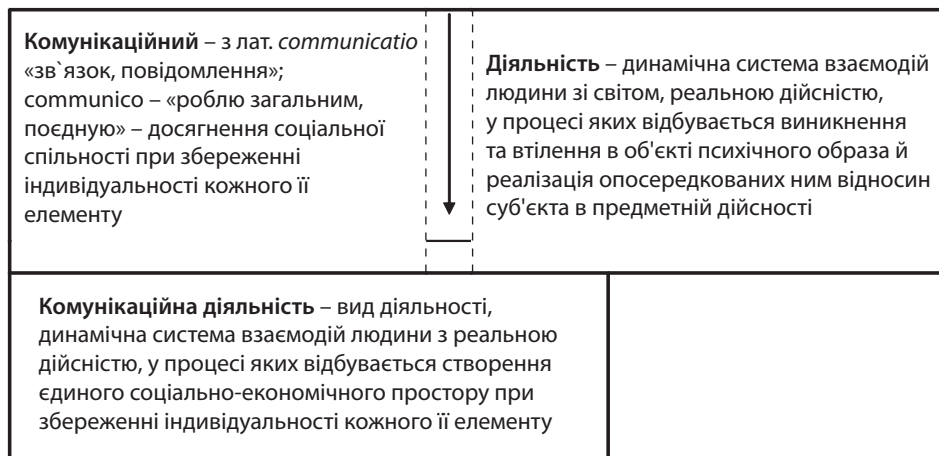 Комунікаційний – з лат. communicatio
«зв`язок, повідомлення»;
communico – «роблю загальним,
поєдную» – досягнення соціальної
спільності при збереженні
індивідуальності кожного її
елементу
Діяльність – динамічна система взаємодій
людини зі світом, реальною дійсністю,
у процесі яких відбувається виникнення
та втілення в об'єкті психічного образа й
реалізація опосередкованих ним відносин
суб'єкта в предметній дійсності
Комунікаційна діяльність – вид діяльності,
динамічна система взаємодій людини з реальною
дійсністю, у процесі яких відбувається створення
єдиного соціально-економічного простору при
збереженні індивідуальності кожного її елементу